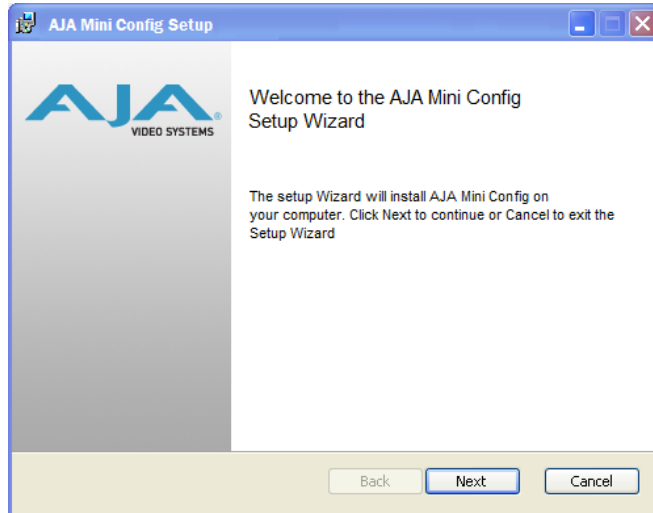 AJA Mini Config Setup
AJA®
VIDEO SYSTEMS
Welcome to the AJA Mini Config
Setup Wizard
The setup Wizard will install AJA Mini Config on
your computer. Click Next to continue or Cancel to exit the
Setup Wizard
Back
Next
Cancel